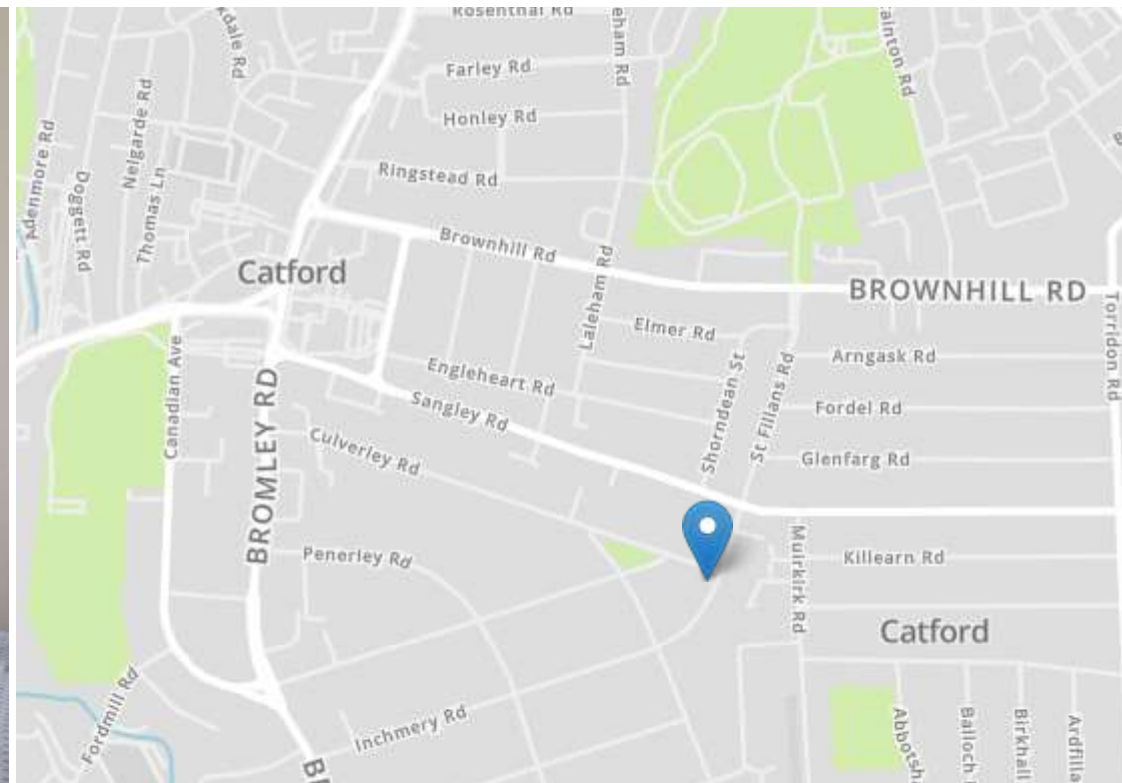 Rosenthal Rd
Farley Rd
Honley Rd
Ringstead Rd
Nelgarde Rd
Adenmore Rd
Doggett Rd
Thomas Ln
Brownhill Rd
Catford
BROWNHILL RD
Laleham Rd
Elmer Rd
Torridon Rd
Arngask Rd
Canadian Ave
Engleheart Rd
Shorndean St
St Fillans Rd
Fordel Rd
BROMLEY RD
Sangley Rd
Culverley Rd
Glenfarg Rd
Penerley Rd
Muirkirk Rd
Killearn Rd
Catford
Fordmill Rd
Inchmery Rd
Balloch